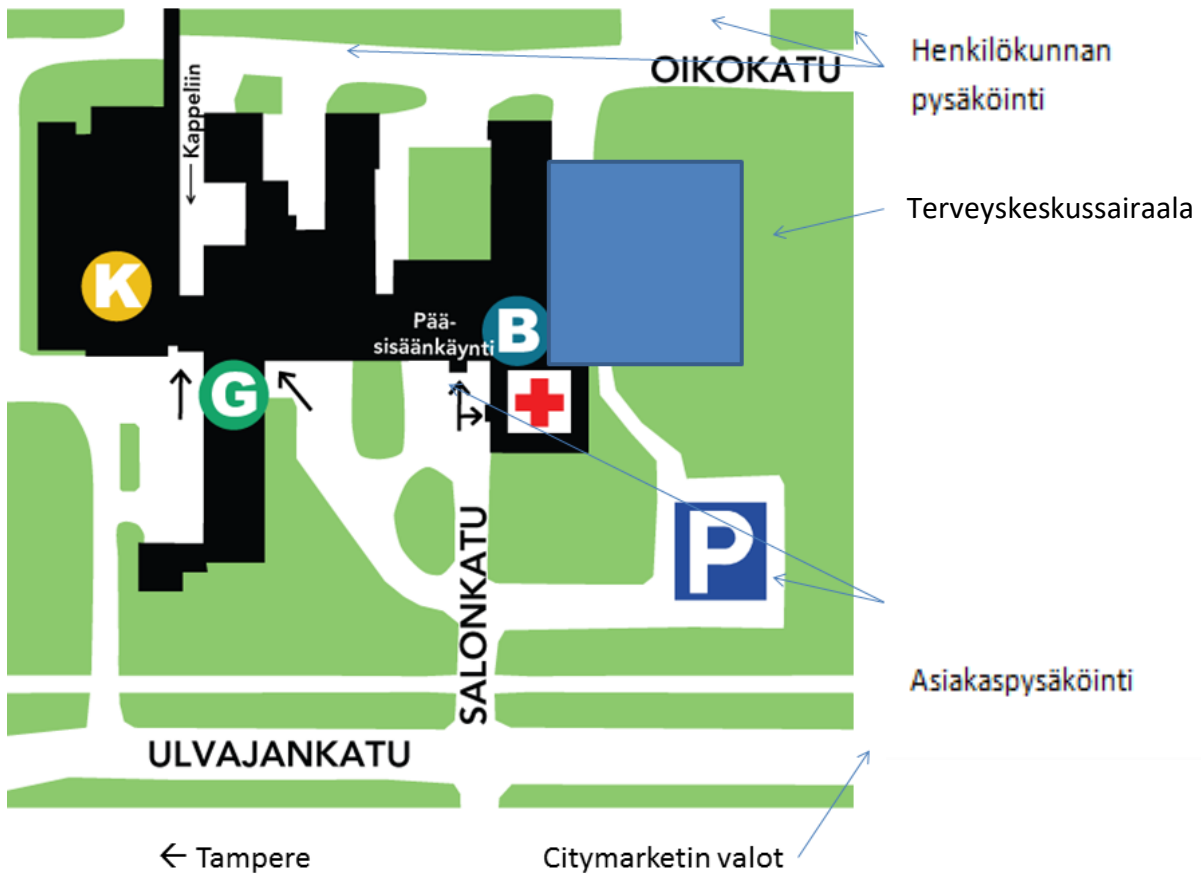 Henkilökunnan
pysäköinti
OIKOKATU
← Kappeliin
Terveyskeskussairaala
K
Pää-
sisäänkäynti
B
G
P
SALONKATU
Asiakaspysäköinti
ULVAJANKATU
← Tampere
Citymarketin valot